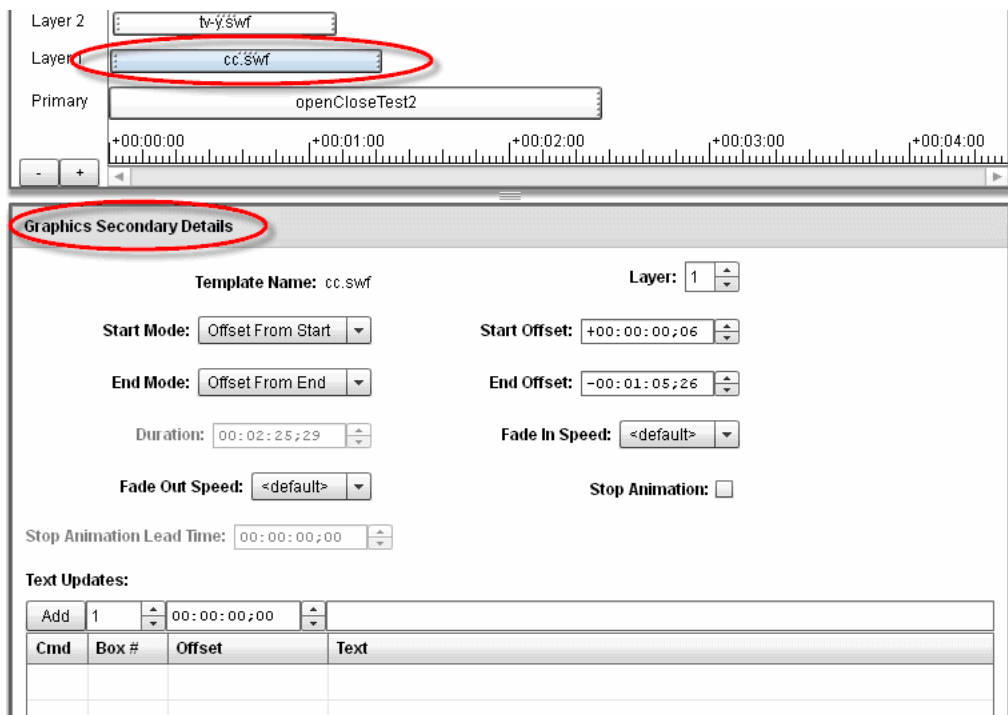 Layer 2 tv-y.swf
Layer 1 cc.swf
Primary openCloseTest2
+00:00:00 +00:01:00 +00:02:00 +00:03:00 +00:04:00
- +
Graphics Secondary Details
Template Name: cc.swf Layer: 1
Start Mode: Offset From Start Start Offset: +00:00:00;06
End Mode: Offset From End End Offset: -00:01:05;26
Duration: 00:02:25;29 Fade In Speed: <default>
Fade Out Speed: <default> Stop Animation:
Stop Animation Lead Time: 00:00:00;00
Text Updates:
Add 1 00:00:00;00
Cmd Box # Offset Text